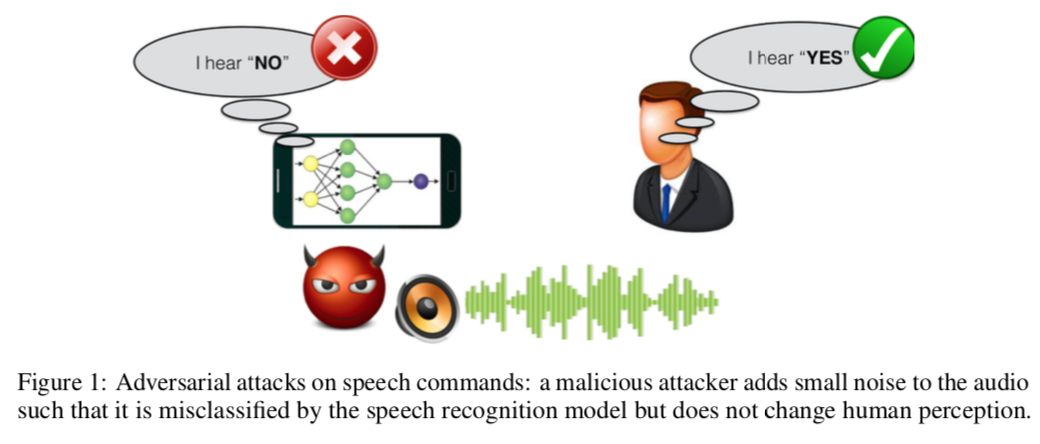 I hear “NO”
I hear “YES”
Figure 1: Adversarial attacks on speech commands: a malicious attacker adds small noise to the audio
such that it is misclassified by the speech recognition model but does not change human perception.